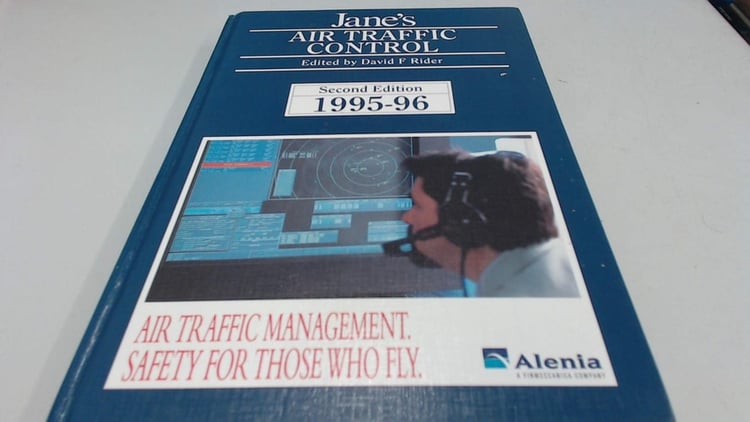 Jane's
AIR TRAFFIC
CONTROL
Edited by David F Rider
Second Edition
1995-96
AIR TRAFFIC MANAGEMENT.
SAFETY FOR THOSE WHO FLY.
Alenia
A FINMECCANICA COMPANY